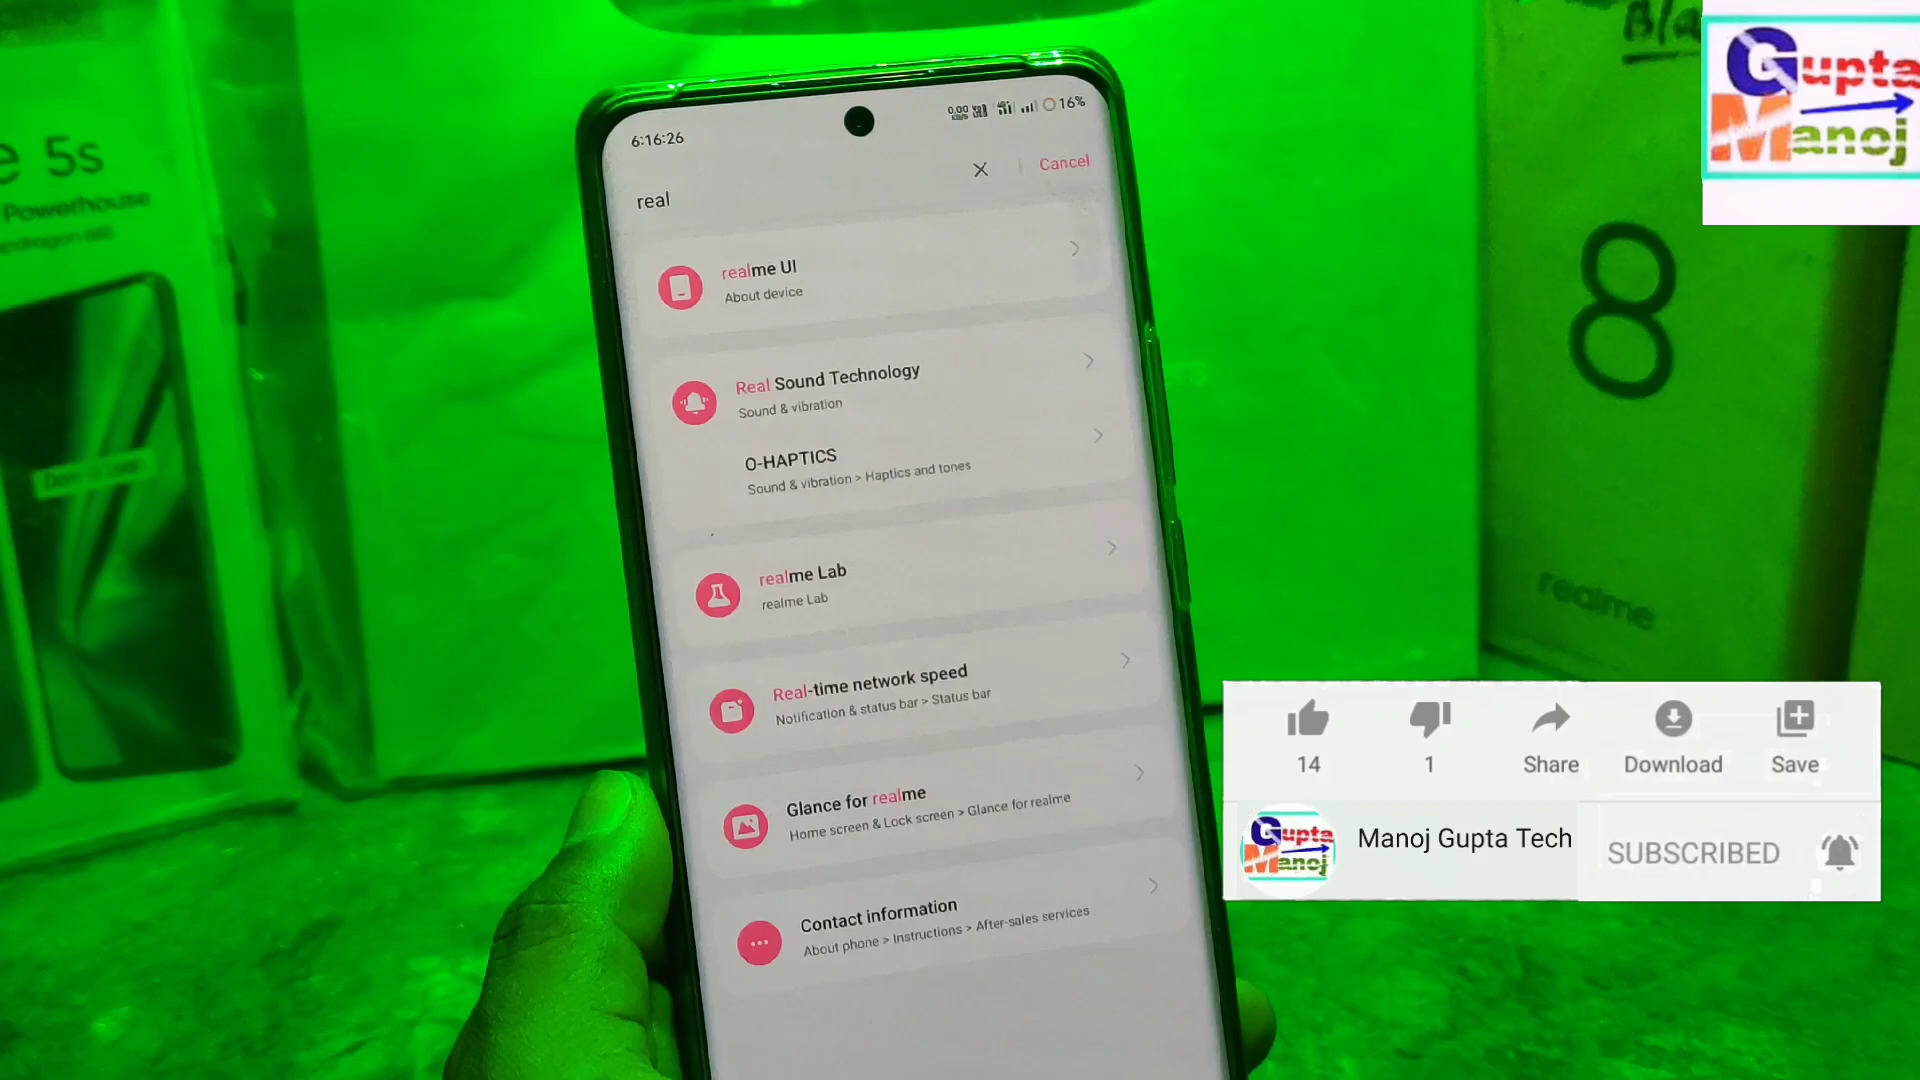 Gupta
Manoj
5s
Powerhouse
8
realme
6:16:26
16%
real
Cancel
realme UI
About device
Real Sound Technology
Sound & vibration
O-HAPTICS
Sound & vibration > Haptics and tones
realme Lab
realme Lab
Real-time network speed
Notification & status bar > Status bar
Glance for realme
Home screen & Lock screen > Glance for realme
Contact information
About phone > Instructions > After-sales services
14
1
Share
Download
Save
Gupta
Manoj
Manoj Gupta Tech
SUBSCRIBED